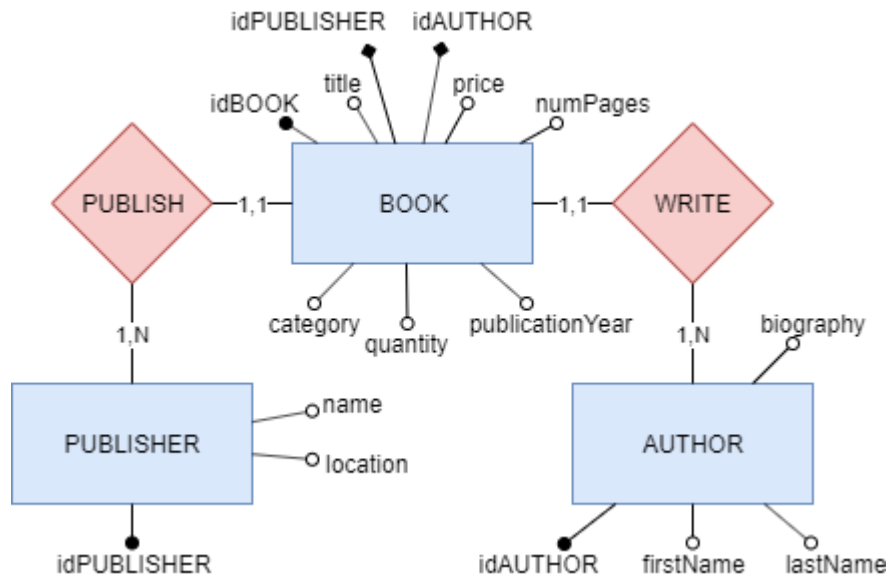 idPUBLISHER
idAUTHOR
title
price
idBOOK
numPages
PUBLISH
1,1
BOOK
1,1
WRITE
category
quantity
publicationYear
1,N
1,N
biography
name
PUBLISHER
location
AUTHOR
idPUBLISHER
idAUTHOR
firstName
lastName